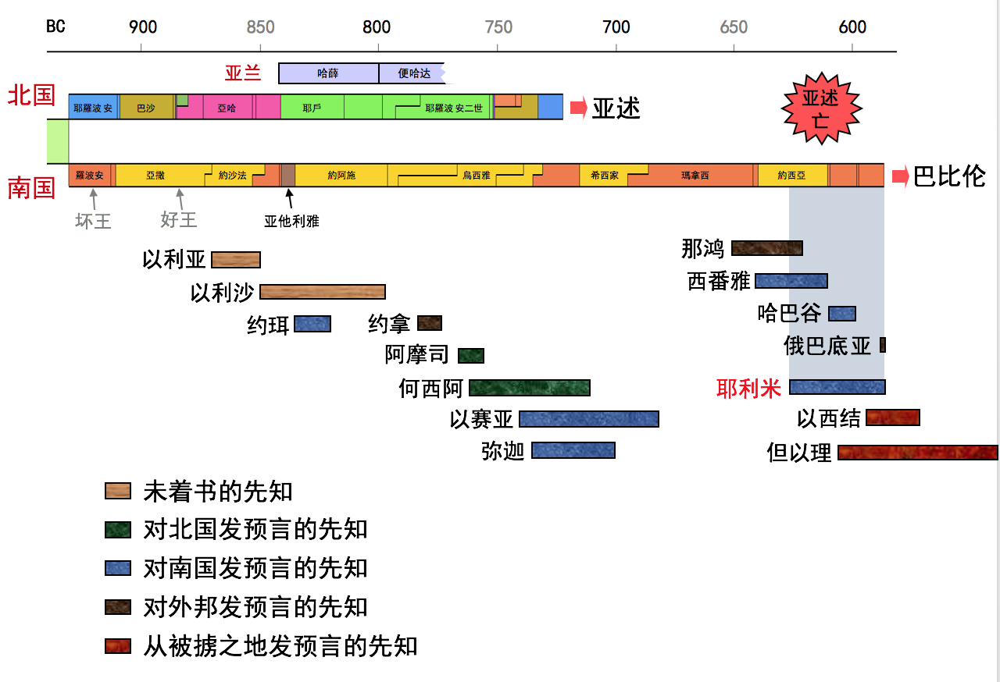 BC 900 850 800 750 700 650 600
亚兰 哈薛 便哈达
北国 耶羅波安 巴沙 亞哈 耶戶 耶羅波安二世 亚述
亚述亡
南国 羅波安 亞撒 約沙法 約阿施 烏西雅 希西家 瑪拿西 約西亞 巴比伦
坏王 好王 亚他利雅
以利亚 那鸿
以利沙 西番雅
约珥 约拿 哈巴谷
阿摩司 俄巴底亚
何西阿 耶利米
以赛亚 以西结
弥迦 但以理
未着书的先知
对北国发预言的先知
对南国发预言的先知
对外邦发预言的先知
从被掳之地发预言的先知